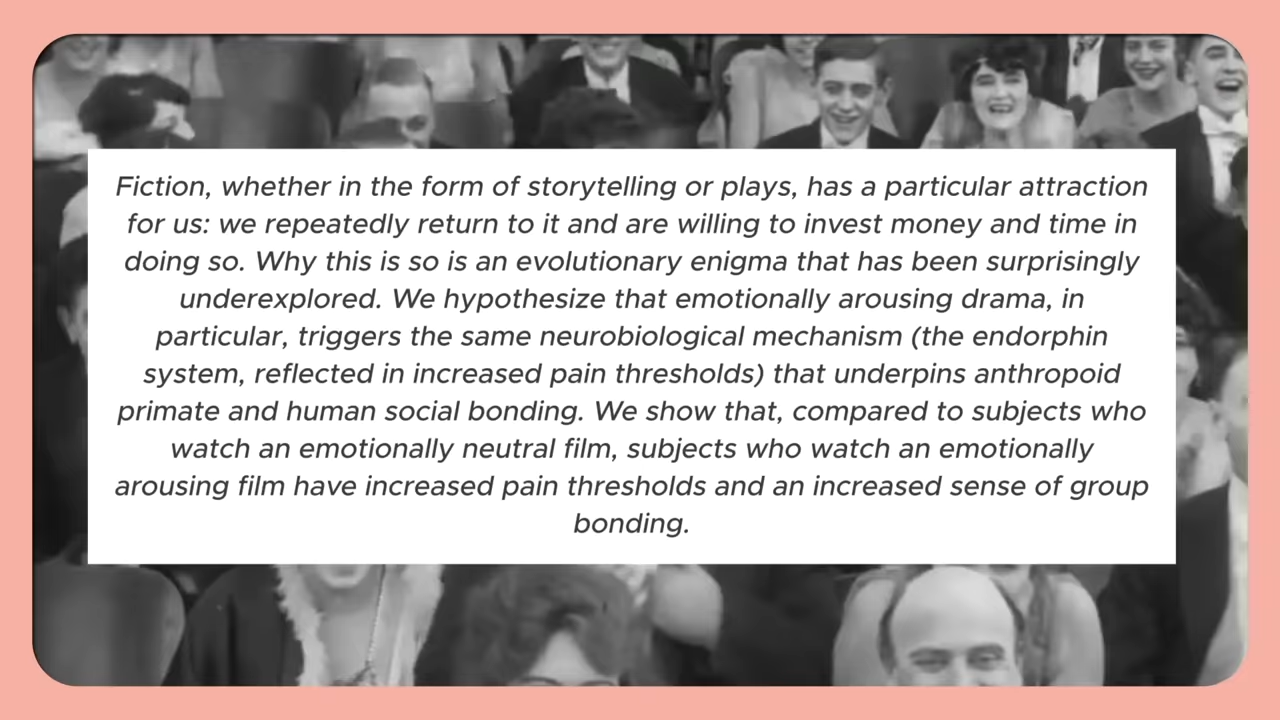 Fiction, whether in the form of storytelling or plays, has a particular attraction
for us: we repeatedly return to it and are willing to invest money and time in
doing so. Why this is so is an evolutionary enigma that has been surprisingly
underexplored. We hypothesize that emotionally arousing drama, in
particular, triggers the same neurobiological mechanism (the endorphin
system, reflected in increased pain thresholds) that underpins anthropoid
primate and human social bonding. We show that, compared to subjects who
watch an emotionally neutral film, subjects who watch an emotionally
arousing film have increased pain thresholds and an increased sense of group
bonding.